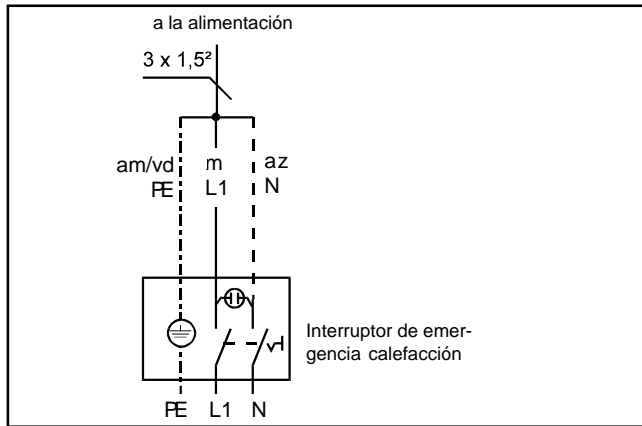 a la alimentación
3 x 1,5²
am/vd m az
PE L1 N
Interruptor de emer-
gencia calefacción
PE L1 N